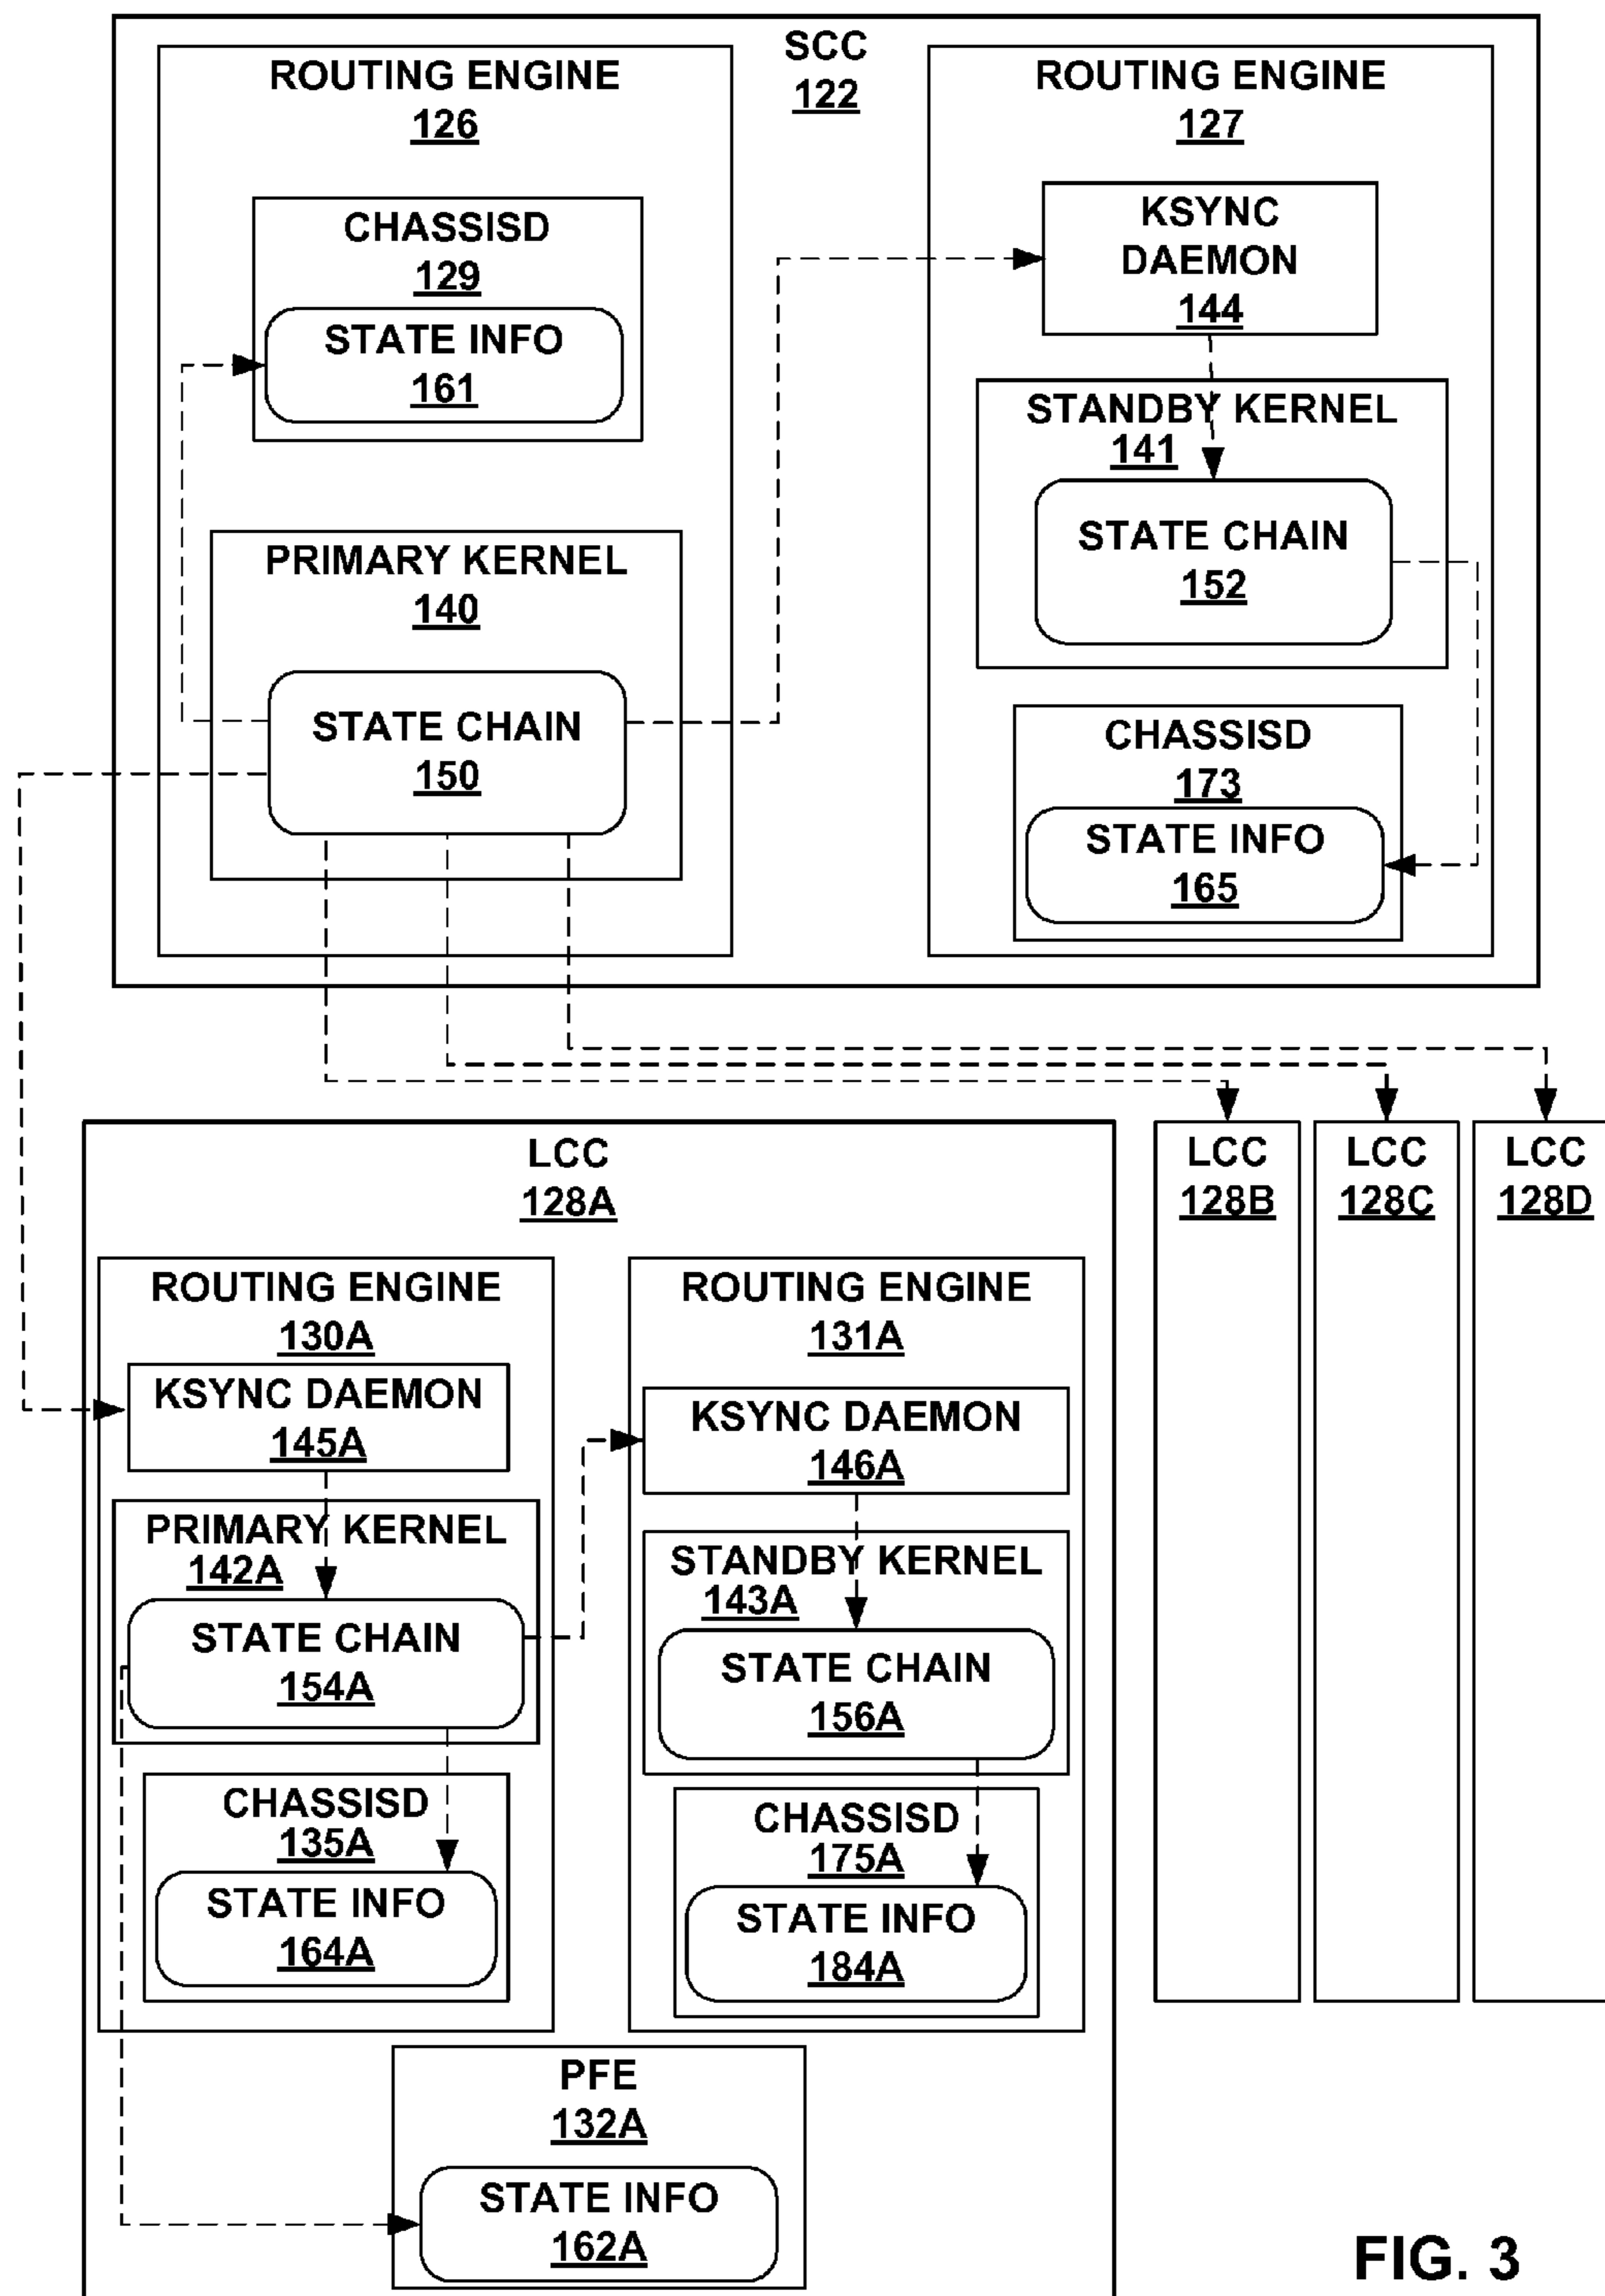 SCC
122
ROUTING ENGINE
126
CHASSISD
129
STATE INFO
161
PRIMARY KERNEL
140
STATE CHAIN
150
ROUTING ENGINE
127
KSYNC
DAEMON
144
STANDBY KERNEL
141
STATE CHAIN
152
CHASSISD
173
STATE INFO
165
LCC
128A
ROUTING ENGINE
130A
KSYNC DAEMON
145A
PRIMARY KERNEL
142A
STATE CHAIN
154A
CHASSISD
135A
STATE INFO
164A
ROUTING ENGINE
131A
KSYNC DAEMON
146A
STANDBY KERNEL
143A
STATE CHAIN
156A
CHASSISD
175A
STATE INFO
184A
PFE
132A
STATE INFO
162A
LCC
128B
LCC
128C
LCC
128D
FIG. 3